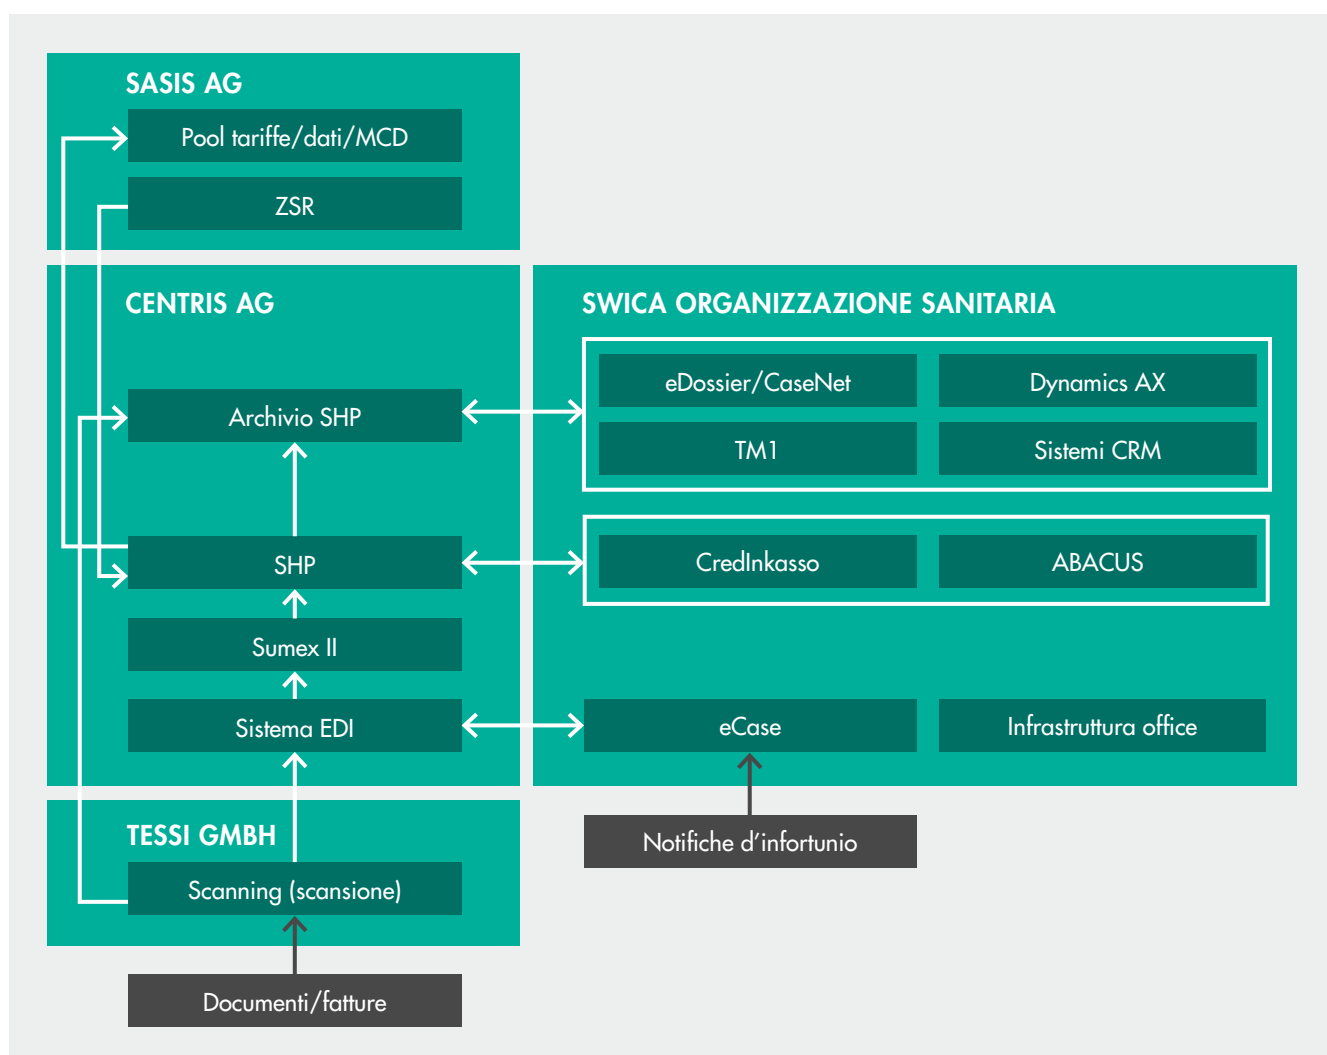 SASIS AG
Pool tariffe/dati/MCD
ZSR
CENTRIS AG
Archivio SHP
SHP
Sumex II
Sistema EDI
SWICA ORGANIZZAZIONE SANITARIA
eDossier/CaseNet
Dynamics AX
TM1
Sistemi CRM
CredInkasso
ABACUS
eCase
Infrastruttura office
TESSI GMBH
Scanning (scansione)
Notifiche d’infortunio
Documenti/fatture